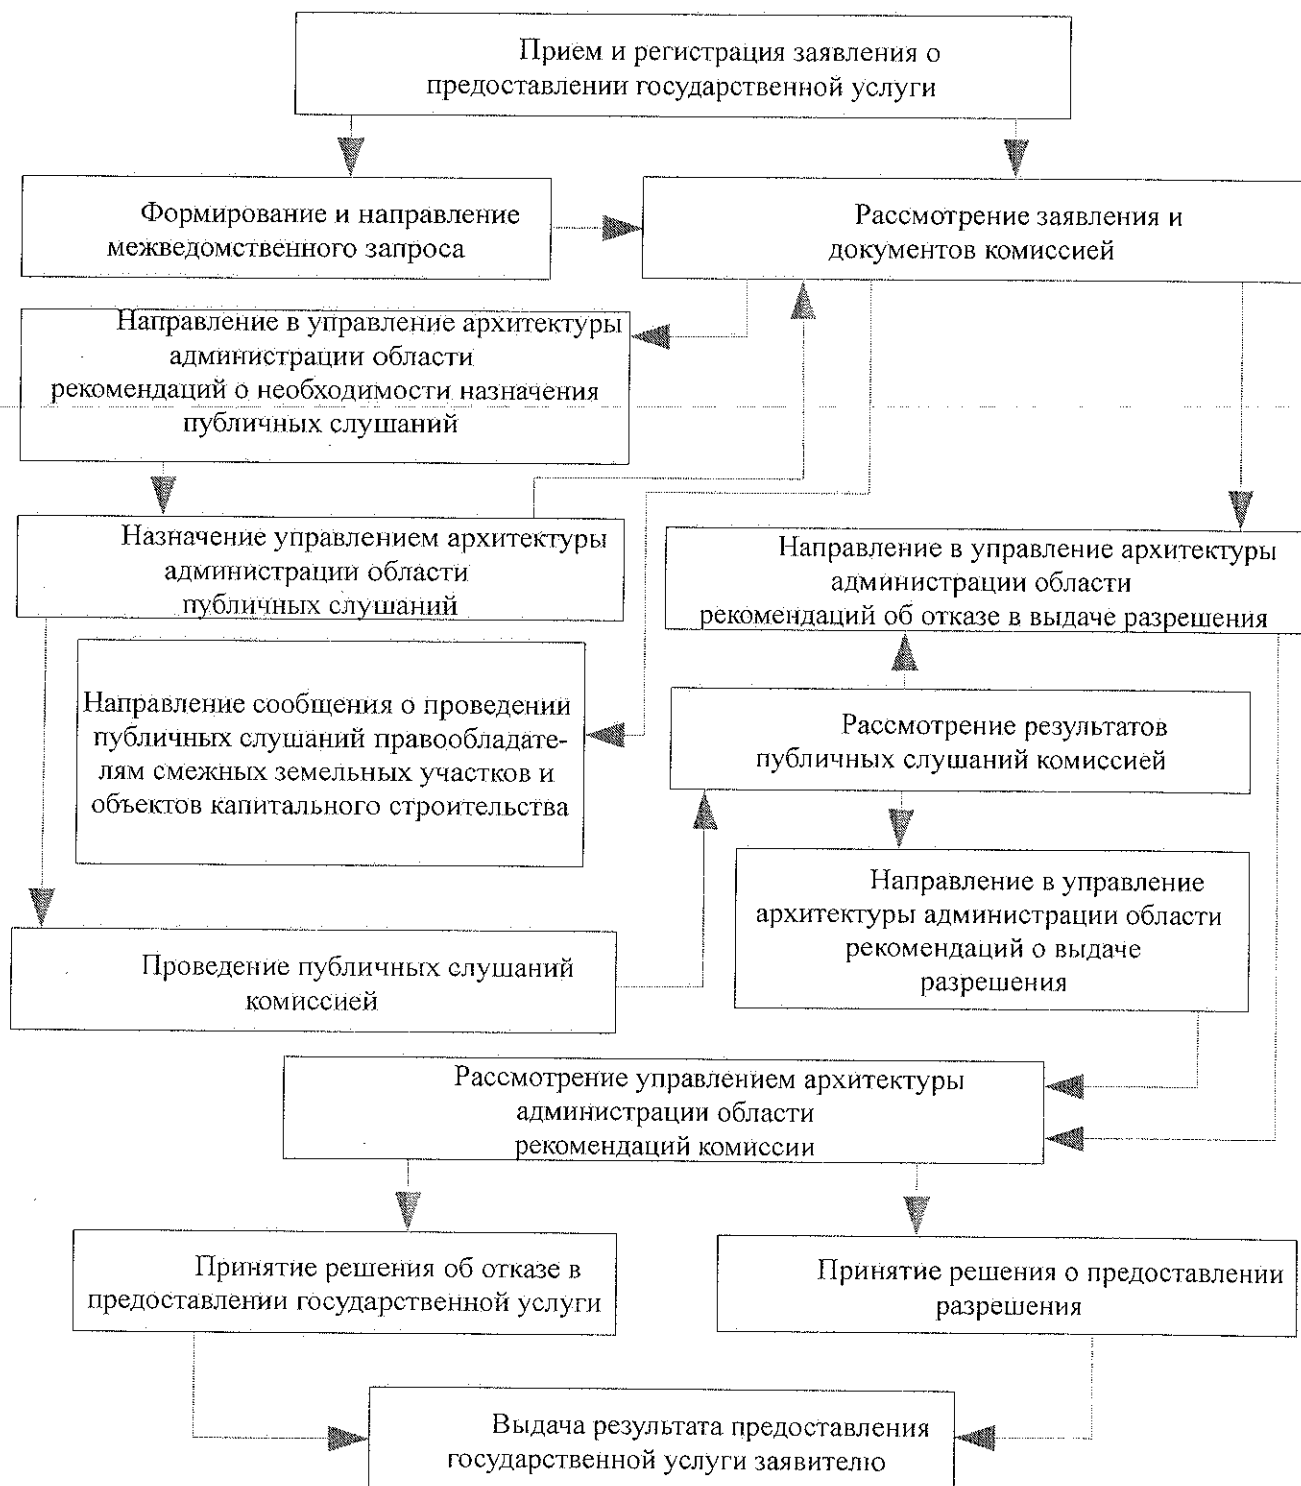 Прием и регистрация заявления о
предоставлении государственной услуги
Формирование и направление
межведомственного запроса
Рассмотрение заявления и
документов комиссией
Направление в управление архитектуры
администрации области
рекомендаций о необходимости назначения
публичных слушаний
Назначение управлением архитектуры
администрации области
публичных слушаний
Направление в управление архитектуры
администрации области
рекомендаций об отказе в выдаче разрешения
Направление сообщения о проведении
публичных слушаний правообладате-
лям смежных земельных участков и
объектов капитального строительства
Рассмотрение результатов
публичных слушаний комиссией
Направление в управление
архитектуры администрации области
рекомендаций о выдаче
разрешения
Проведение публичных слушаний
комиссией
Рассмотрение управлением архитектуры
администрации области
рекомендаций комиссии
Принятие решения об отказе в
предоставлении государственной услуги
Принятие решения о предоставлении
разрешения
Выдача результата предоставления
государственной услуги заявителю